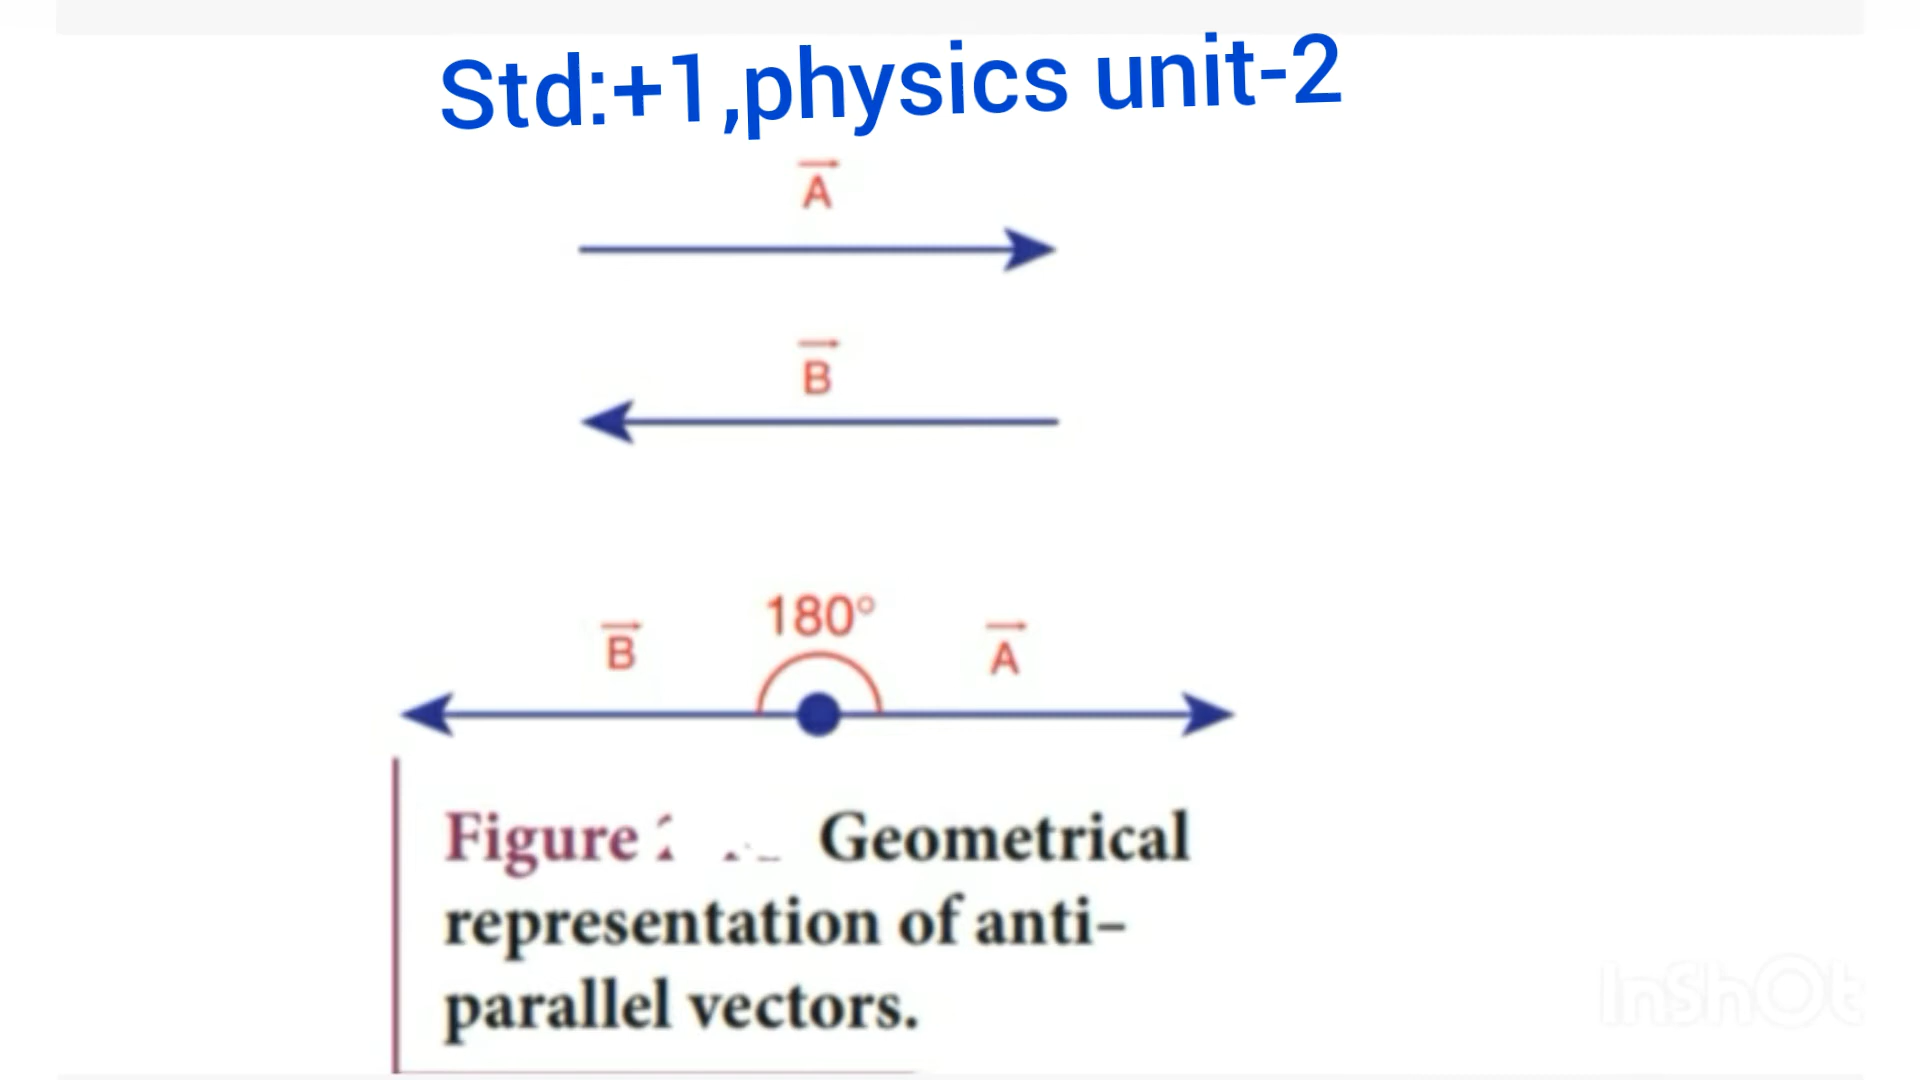 Std:+1,physics unit-2
A
B
180°
B A
Figure Geometrical
representation of anti–
parallel vectors.
InShOt